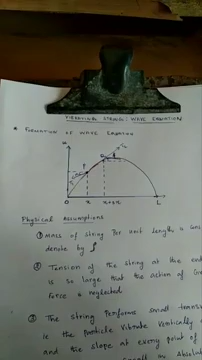 VIBRATING STRING: WAVE EQUATION
* FORMATION OF WAVE EQUATION
u
P
O x x+δx L
Physical Assumptions
① Mass of string per unit length is
denote by ρ
② Tension of the string at the end
is so large that the action of
Force is neglected
③ The string performs small trans
ie the particle vibrate vertically
and the slope at every point of